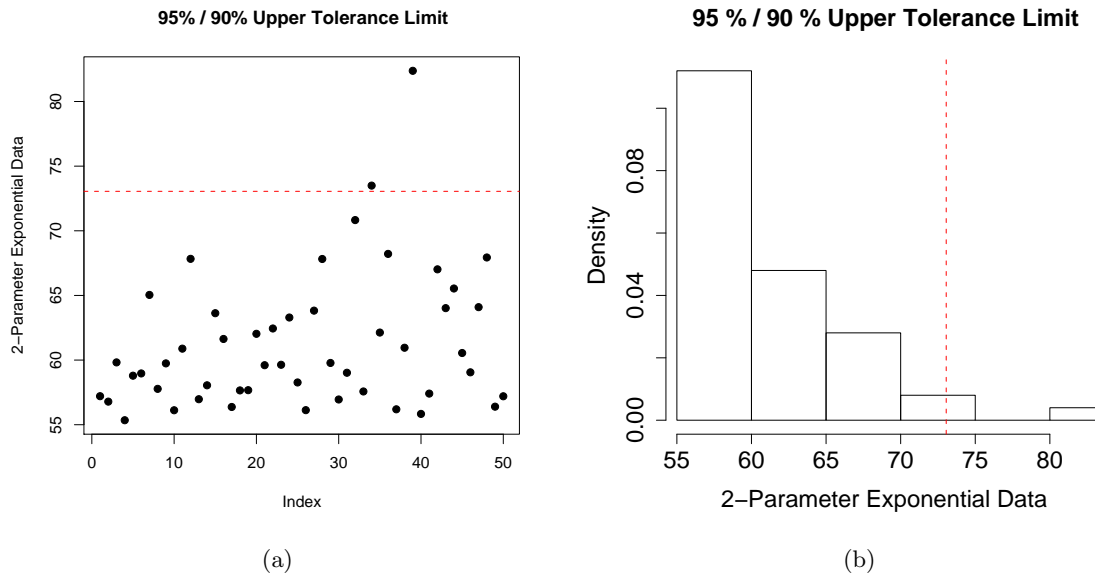 95% / 90% Upper Tolerance Limit
80
75
70
65
60
55
2−Parameter Exponential Data
0 10 20 30 40 50
Index
(a)
95 % / 90 % Upper Tolerance Limit
0.08
0.04
0.00
Density
55 60 65 70 75 80
2−Parameter Exponential Data
(b)